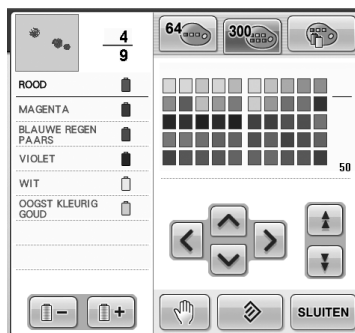 4
9
64
300
ROOD
MAGENTA
BLAUWE REGEN
PAARS
VIOLET
WIT
OOGST KLEURIG
GOUD
50
− +
SLUITEN